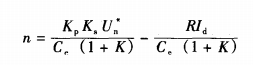 n = \frac{K_p K_s U_n^*}{C_e (1 + K)} - \frac{R I_d}{C_e (1 + K)}